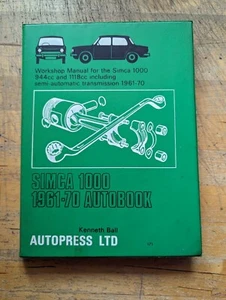 Workshop Manual for the Simca 1000
944cc and 1118cc including
semi-automatic transmission 1961-70
SIMCA 1000
1961-70 AUTOBOOK
Kenneth Ball
AUTOPRESS LTD